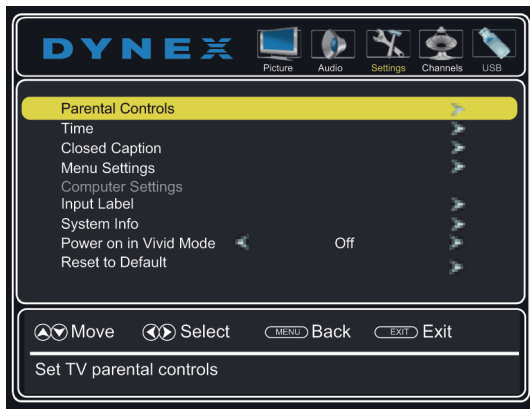 DYNEX
Picture Audio Settings Channels USB
Parental Controls
Time
Closed Caption
Menu Settings
Computer Settings
Input Label
System Info
Power on in Vivid Mode Off
Reset to Default
Move Select MENU Back EXIT Exit
Set TV parental controls